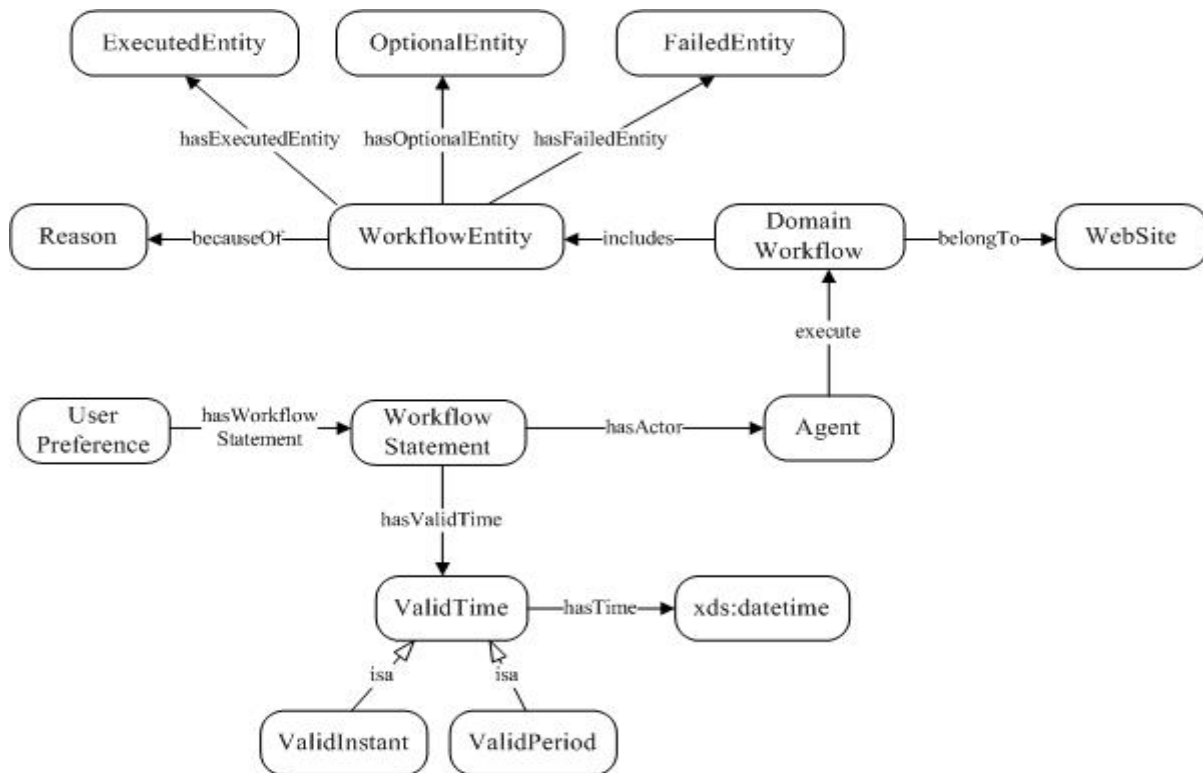 ExecutedEntity
OptionalEntity
FailedEntity
hasExecutedEntity
hasOptionalEntity
hasFailedEntity
Reason
becauseOf
WorkflowEntity
includes
Domain
Workflow
belongTo
WebSite
execute
User
Preference
hasWorkflow
Statement
Workflow
Statement
hasActor
Agent
hasValidTime
ValidTime
hasTime
xds:datetime
isa
isa
ValidInstant
ValidPeriod